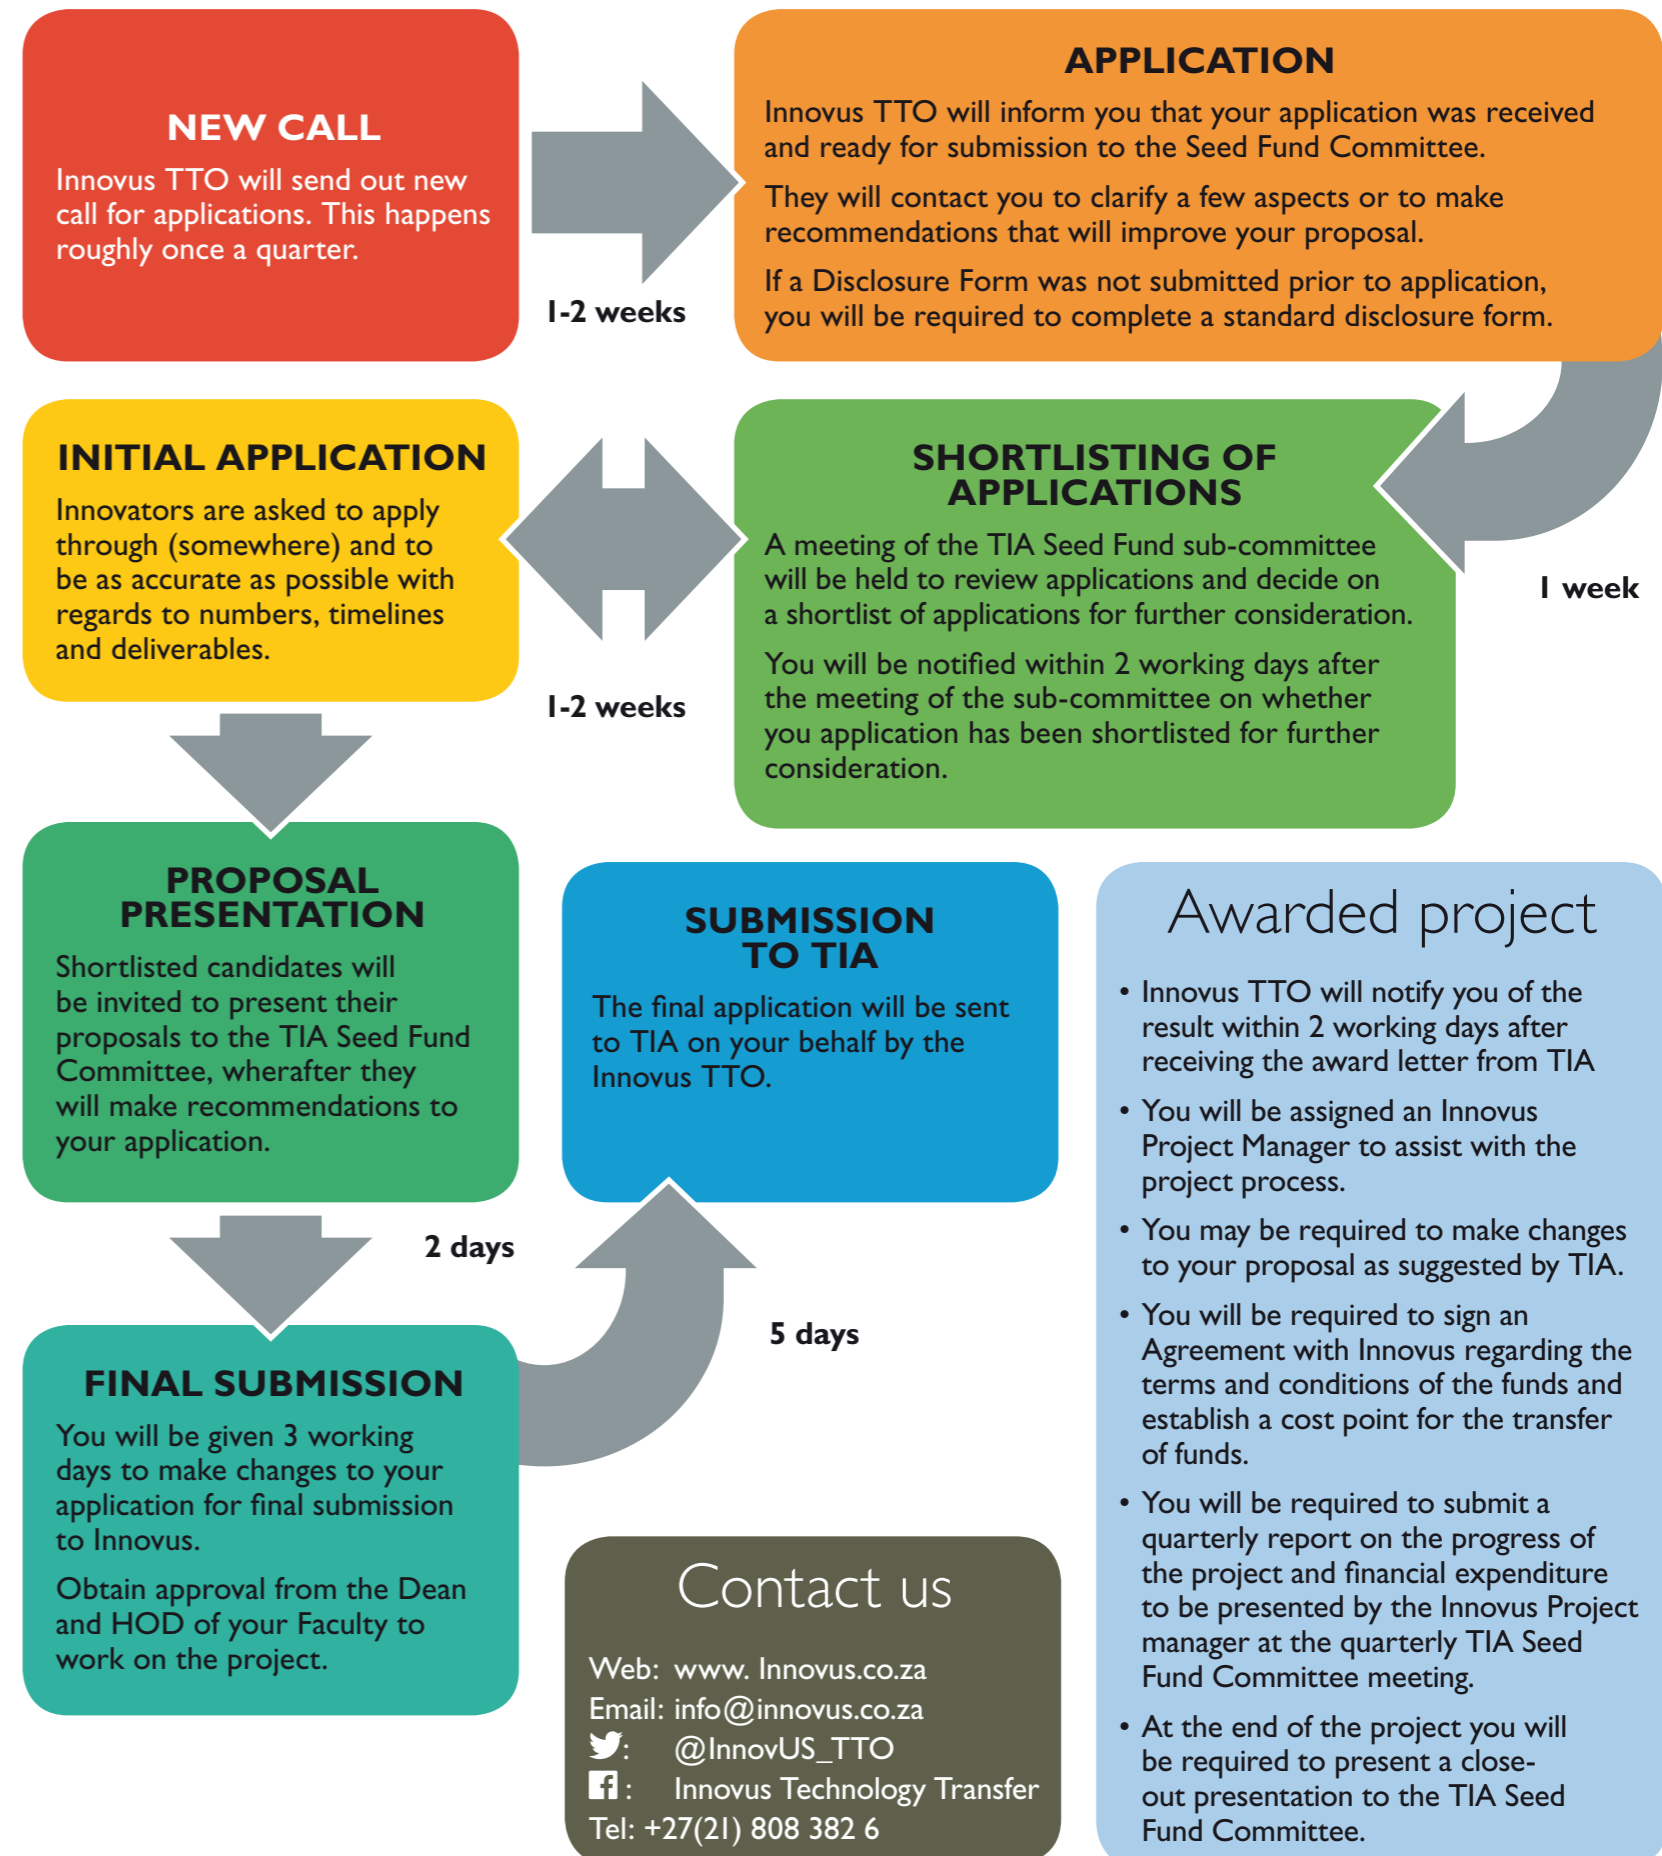 NEW CALL
Innovus TTO will send out new
call for applications. This happens
roughly once a quarter.
1-2 weeks
APPLICATION
Innovus TTO will inform you that your application was received
and ready for submission to the Seed Fund Committee.
They will contact you to clarify a few aspects or to make
recommendations that will improve your proposal.
If a Disclosure Form was not submitted prior to application,
you will be required to complete a standard disclosure form.
1 week
SHORTLISTING OF
APPLICATIONS
A meeting of the TIA Seed Fund sub-committee
will be held to review applications and decide on
a shortlist of applications for further consideration.
You will be notified within 2 working days after
the meeting of the sub-committee on whether
you application has been shortlisted for further
consideration.
1-2 weeks
INITIAL APPLICATION
Innovators are asked to apply
through (somewhere) and to
be as accurate as possible with
regards to numbers, timelines
and deliverables.
PROPOSAL
PRESENTATION
Shortlisted candidates will
be invited to present their
proposals to the TIA Seed Fund
Committee, wherafter they
will make recommendations to
your application.
2 days
FINAL SUBMISSION
You will be given 3 working
days to make changes to your
application for final submission
to Innovus.
Obtain approval from the Dean
and HOD of your Faculty to
work on the project.
5 days
SUBMISSION
TO TIA
The final application will be sent
to TIA on your behalf by the
Innovus TTO.
Contact us
Web: www. Innovus.co.za
Email: info@innovus.co.za
: @InnovUS_TTO
: Innovus Technology Transfer
Tel: +27(21) 808 382 6
Awarded project
• Innovus TTO will notify you of the
result within 2 working days after
receiving the award letter from TIA
• You will be assigned an Innovus
Project Manager to assist with the
project process.
• You may be required to make changes
to your proposal as suggested by TIA.
• You will be required to sign an
Agreement with Innovus regarding the
terms and conditions of the funds and
establish a cost point for the transfer
of funds.
• You will be required to submit a
quarterly report on the progress of
the project and financial expenditure
to be presented by the Innovus Project
manager at the quarterly TIA Seed
Fund Committee meeting.
• At the end of the project you will
be required to present a close-
out presentation to the TIA Seed
Fund Committee.